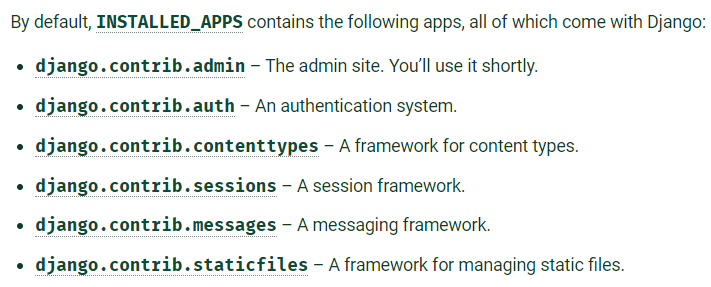 By default, INSTALLED_APPS contains the following apps, all of which come with Django:
• django.contrib.admin – The admin site. You’ll use it shortly.
• django.contrib.auth – An authentication system.
• django.contrib.contenttypes – A framework for content types.
• django.contrib.sessions – A session framework.
• django.contrib.messages – A messaging framework.
• django.contrib.staticfiles – A framework for managing static files.